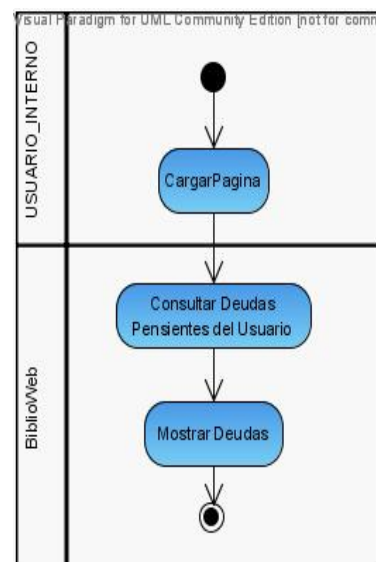 Visual Paradigm for UML Community Edition [not for comm
USUARIO_INTERNO
CargarPagina
BiblioWeb
Consultar Deudas
Pensientes del Usuario
Mostrar Deudas